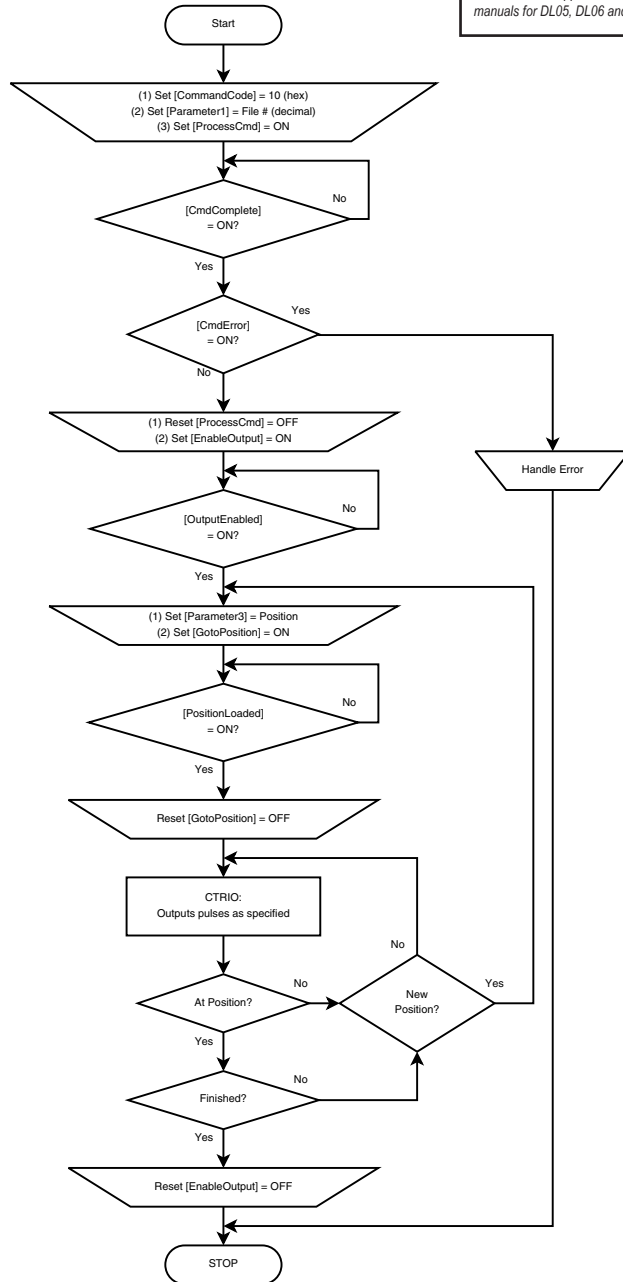 manuals for DL05, DL06 and
Start
(1) Set [CommandCode] = 10 (hex)
(2) Set [Parameter1] = File # (decimal)
(3) Set [ProcessCmd] = ON
No
[CmdComplete]
= ON?
Yes
Yes
[CmdError]
= ON?
No
(1) Reset [ProcessCmd] = OFF
(2) Set [EnableOutput] = ON
Handle Error
No
[OutputEnabled]
= ON?
Yes
(1) Set [Parameter3] = Position
(2) Set [GotoPosition] = ON
No
[PositionLoaded]
= ON?
Yes
Reset [GotoPosition] = OFF
CTRIO:
Outputs pulses as specified
No
No
Yes
At Position?
New
Position?
Yes
No
Finished?
Yes
Reset [EnableOutput] = OFF
STOP